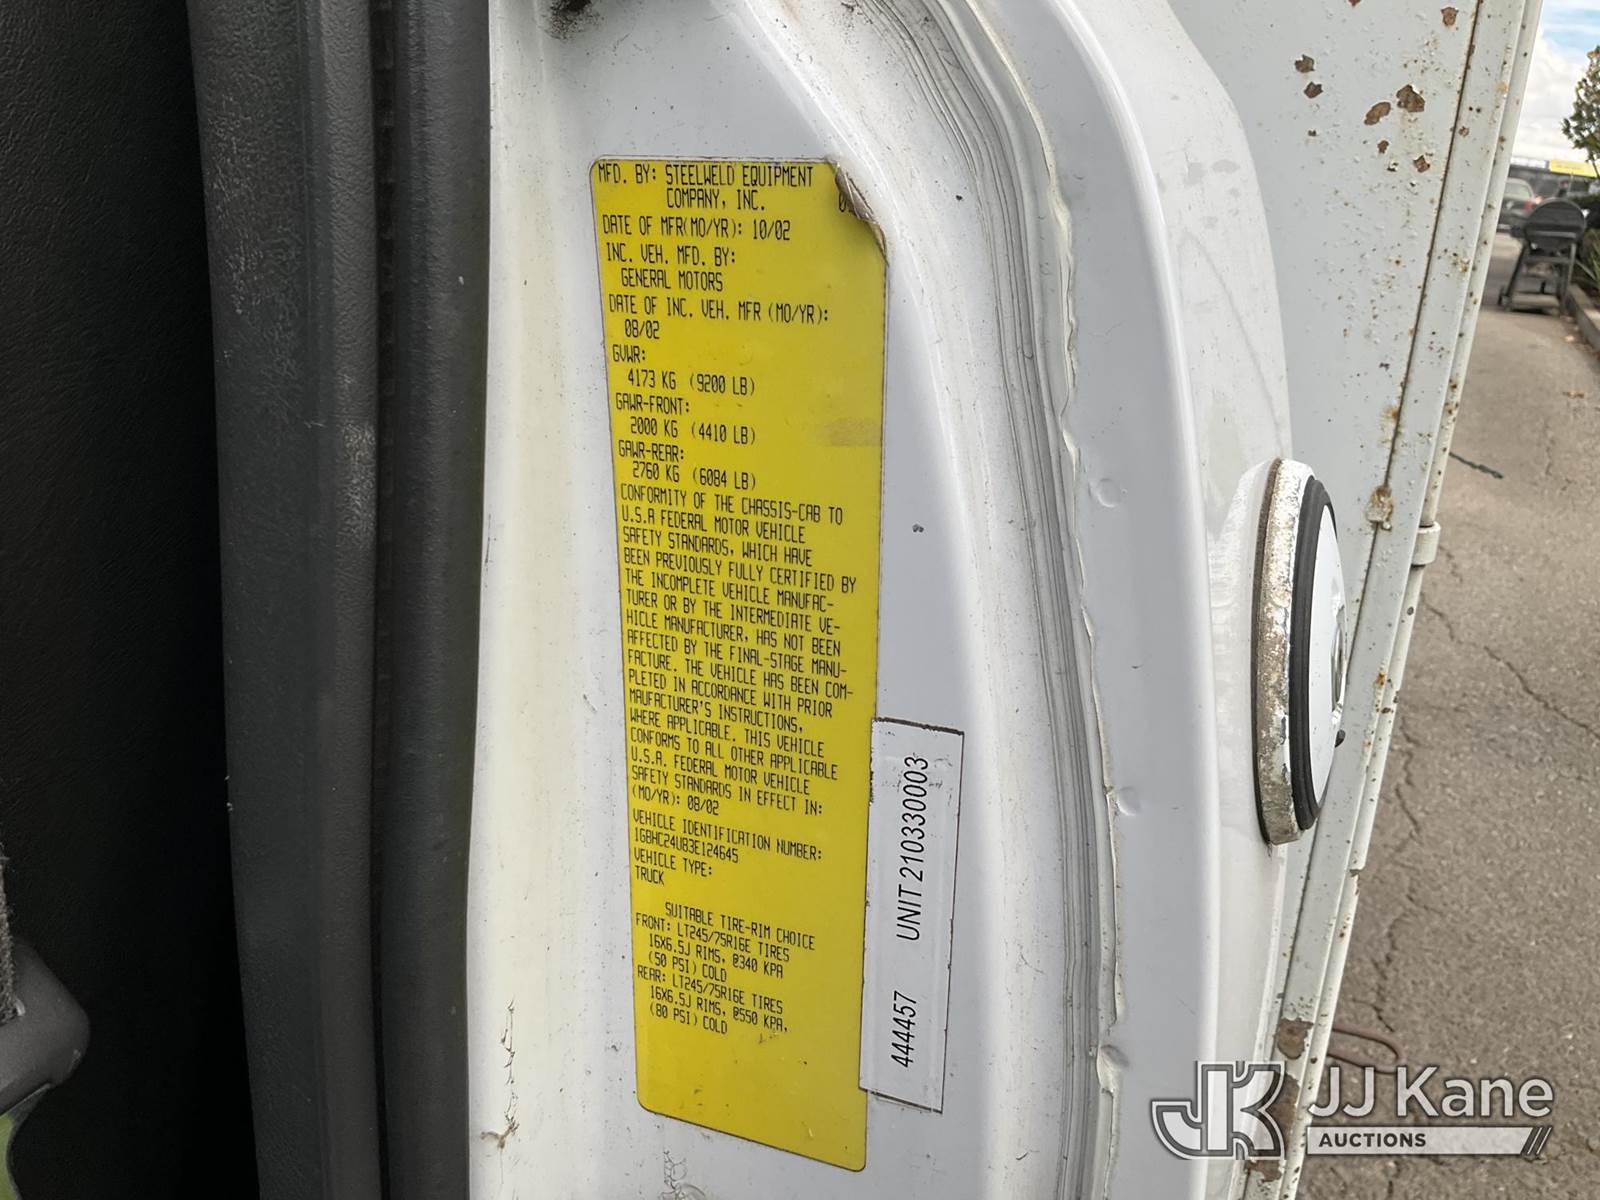 MFD. BY: STEELWELD EQUIPMENT
COMPANY, INC.
DATE OF MFR(MO/YR): 10/02
INC. VEH. MFD. BY:
GENERAL MOTORS
DATE OF INC. VEH. MFR (MO/YR):
08/02
GVWR:
4173 KG (9200 LB)
GAWR-FRONT:
2000 KG (4410 LB)
GAWR-REAR:
2760 KG (6084 LB)
CONFORMITY OF THE CHASSIS-CAB TO
U.S.A FEDERAL MOTOR VEHICLE
SAFETY STANDARDS, WHICH HAVE
BEEN PREVIOUSLY FULLY CERTIFIED BY
THE INCOMPLETE VEHICLE MANUFAC-
TURER OR BY THE INTERMEDIATE VE-
HICLE MANUFACTURER, HAS NOT BEEN
AFFECTED BY THE FINAL-STAGE MANU-
FACTURE. THE VEHICLE HAS BEEN COM-
PLETED IN ACCORDANCE WITH PRIOR
MAUFACTURER'S INSTRUCTIONS,
WHERE APPLICABLE. THIS VEHICLE
CONFORMS TO ALL OTHER APPLICABLE
U.S.A. FEDERAL MOTOR VEHICLE
SAFETY STANDARDS IN EFFECT IN:
(MO/YR): 08/02
VEHICLE IDENTIFICATION NUMBER:
1GBHC24U83E124645
VEHICLE TYPE:
TRUCK
SUITABLE TIRE-RIM CHOICE
FRONT: LT245/75R16E TIRES
16X6.5J RIMS, @340 KPA
(50 PSI) COLD
REAR: LT245/75R16E TIRES
16X6.5J RIMS, @550 KPA,
(80 PSI) COLD
444457 UNIT 210330003
JK JJ Kane
AUCTIONS